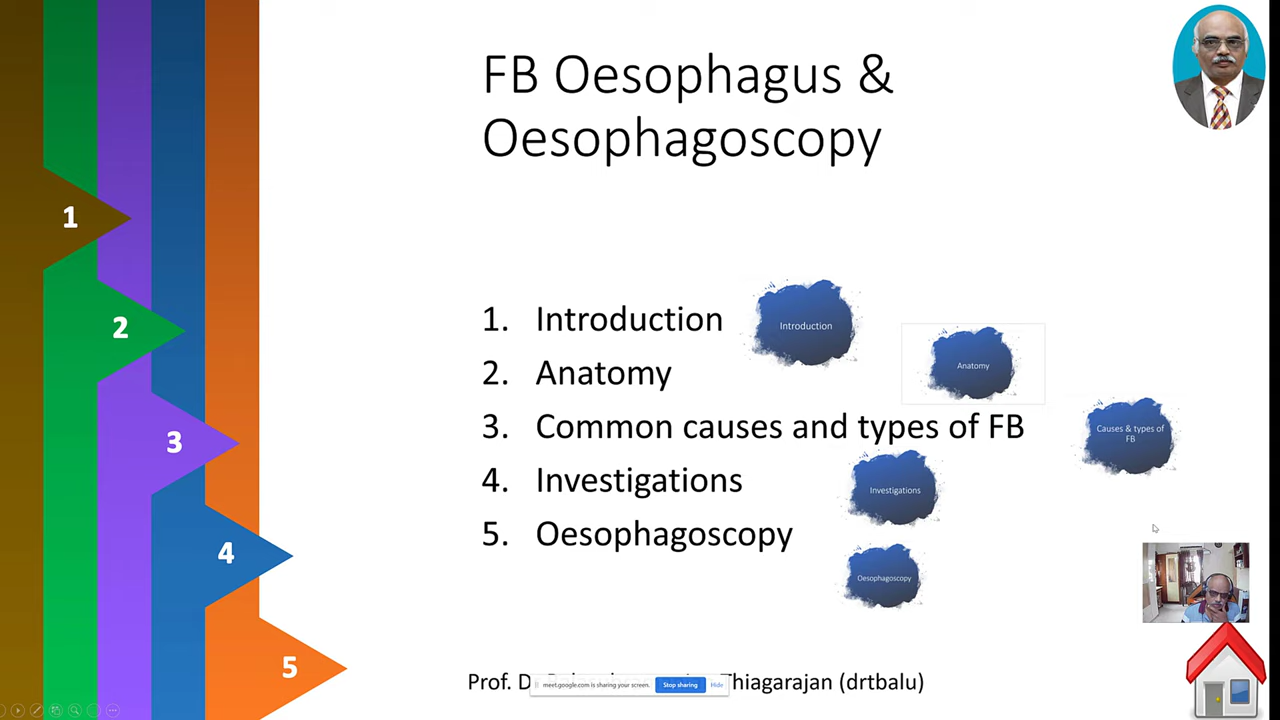 FB Oesophagus &
Oesophagoscopy
1
2
3
4
5
1. Introduction
2. Anatomy
3. Common causes and types of FB
4. Investigations
5. Oesophagoscopy
Introduction
Anatomy
Causes & types of
FB
Investigations
Oesophagoscopy
Prof. D Thiagarajan (drtbalu)
meet.google.com is sharing your screen.
Stop sharing
Hide